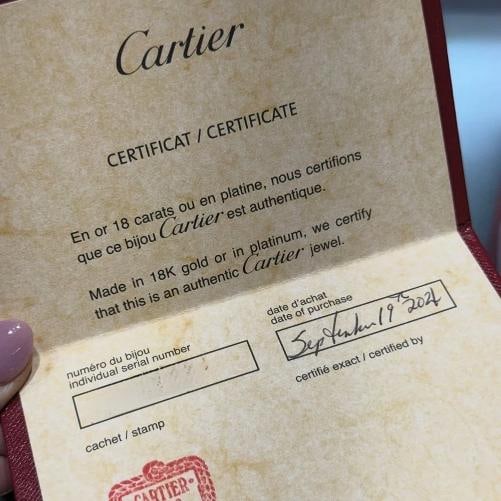 Cartier
CERTIFICAT / CERTIFICATE
En or 18 carats ou en platine, nous certifions
que ce bijou Cartier est authentique.
Made in 18K gold or in platinum, we certify
that this is an authentic Cartier jewel.
numéro du bijou
individual serial number
date d'achat
date of purchase
September 19TH 2024
certifié exact / certified by
cachet / stamp
CARTIER